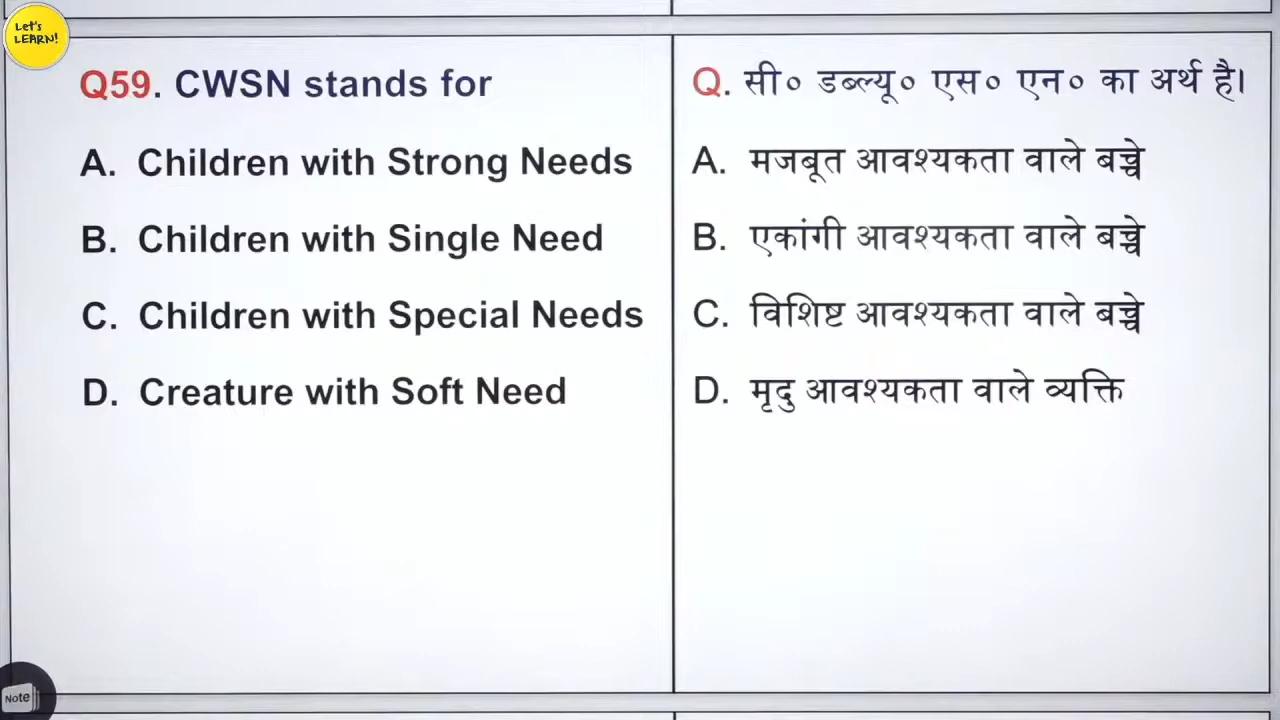 Let's
LEARN!
Q59. CWSN stands for
A. Children with Strong Needs
B. Children with Single Need
C. Children with Special Needs
D. Creature with Soft Need
Q. सी० डब्ल्यू० एस० एन० का अर्थ है।
A. मजबूत आवश्यकता वाले बच्चे
B. एकांगी आवश्यकता वाले बच्चे
C. विशिष्ट आवश्यकता वाले बच्चे
D. मृदु आवश्यकता वाले व्यक्ति
Note